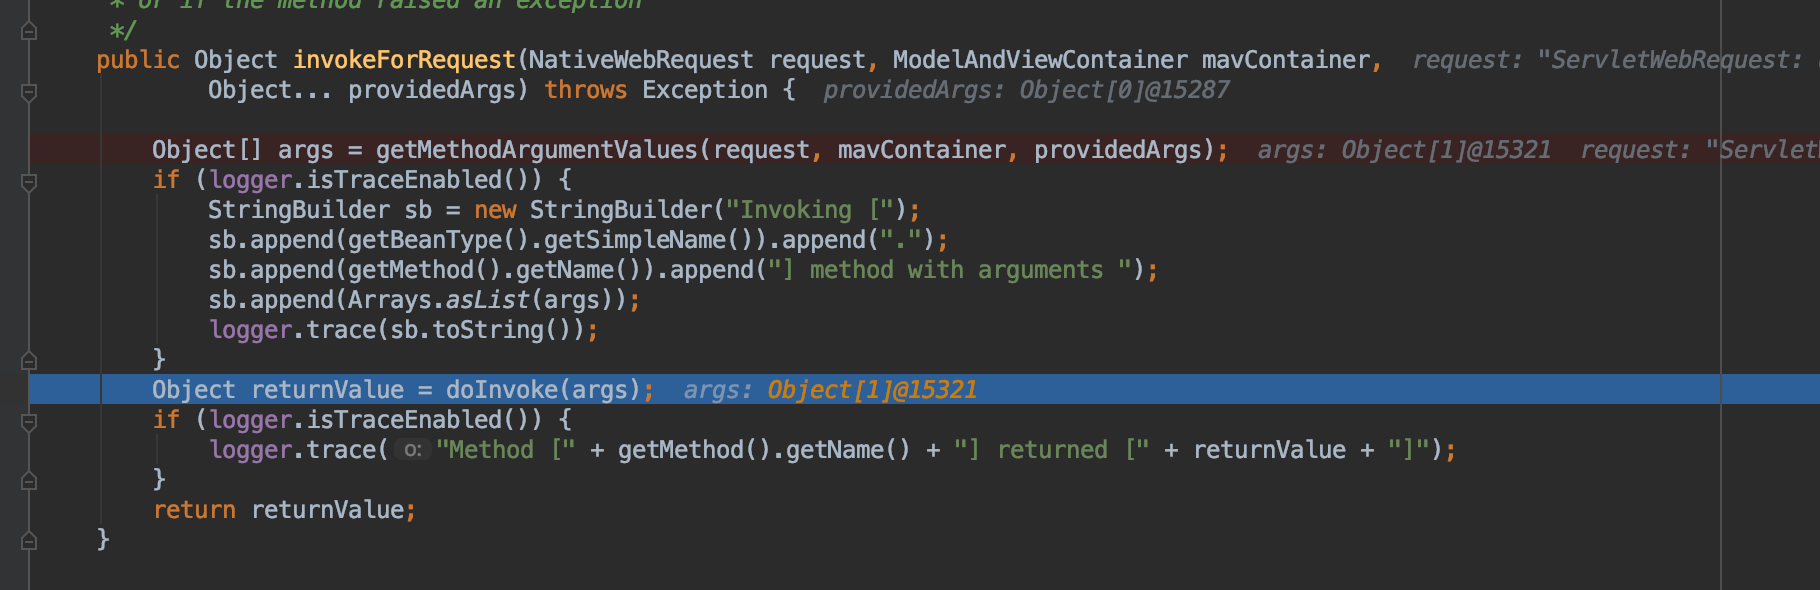 * or if the method raised an exception
*/
public Object invokeForRequest(NativeWebRequest request, ModelAndViewContainer mavContainer,  request: "ServletWebRequest:
Object... providedArgs) throws Exception {  providedArgs: Object[0]@15287
Object[] args = getMethodArgumentValues(request, mavContainer, providedArgs);  args: Object[1]@15321  request: "Servlet
if (logger.isTraceEnabled()) {
StringBuilder sb = new StringBuilder("Invoking [");
sb.append(getBeanType().getSimpleName()).append(".");
sb.append(getMethod().getName()).append("] method with arguments ");
sb.append(Arrays.asList(args));
logger.trace(sb.toString());
}
Object returnValue = doInvoke(args);  args: Object[1]@15321
if (logger.isTraceEnabled()) {
logger.trace( o: "Method [" + getMethod().getName() + "] returned [" + returnValue + "]");
}
return returnValue;
}